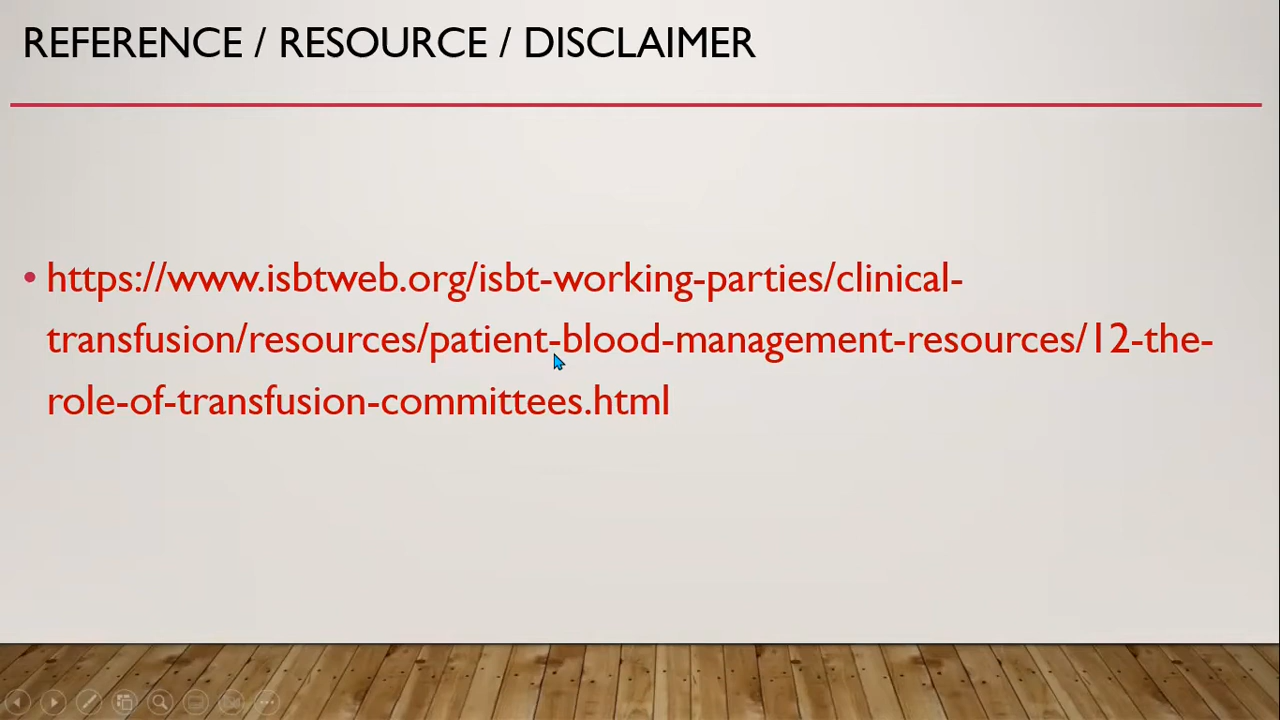 REFERENCE / RESOURCE / DISCLAIMER
• https://www.isbtweb.org/isbt-working-parties/clinical-
transfusion/resources/patient-blood-management-resources/12-the-
role-of-transfusion-committees.html